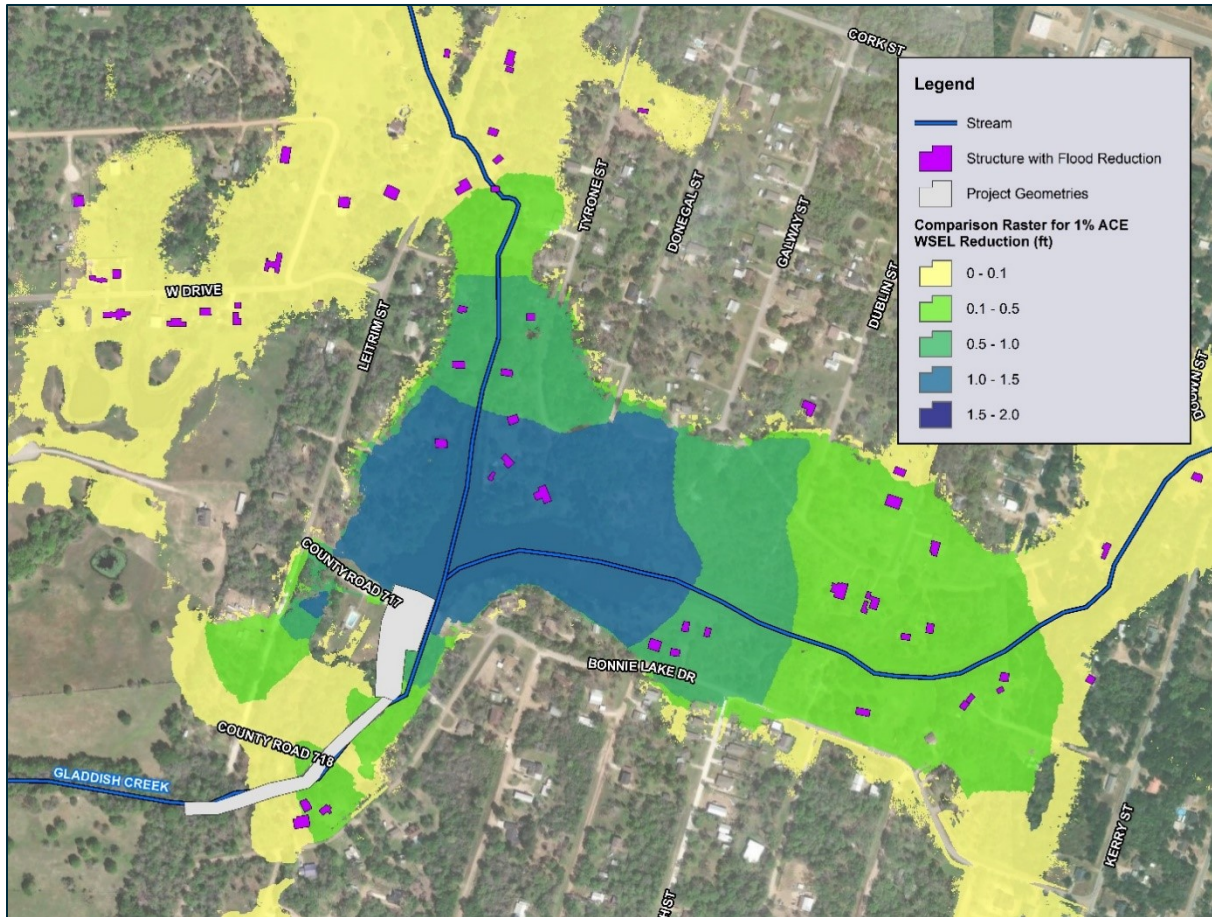 CORK ST
Legend
Stream
Structure with Flood Reduction
Project Geometries
Comparison Raster for 1% ACE
WSEL Reduction (ft)
0 - 0.1
0.1 - 0.5
0.5 - 1.0
1.0 - 1.5
1.5 - 2.0
TYRONE ST
DONEGAL ST
GALWAY ST
DUBLIN ST
W DRIVE
LEITRIM ST
COUNTY ROAD 717
BONNIE LAKE DR
COUNTY ROAD 718
GLADDISH CREEK
KERRY ST
H ST